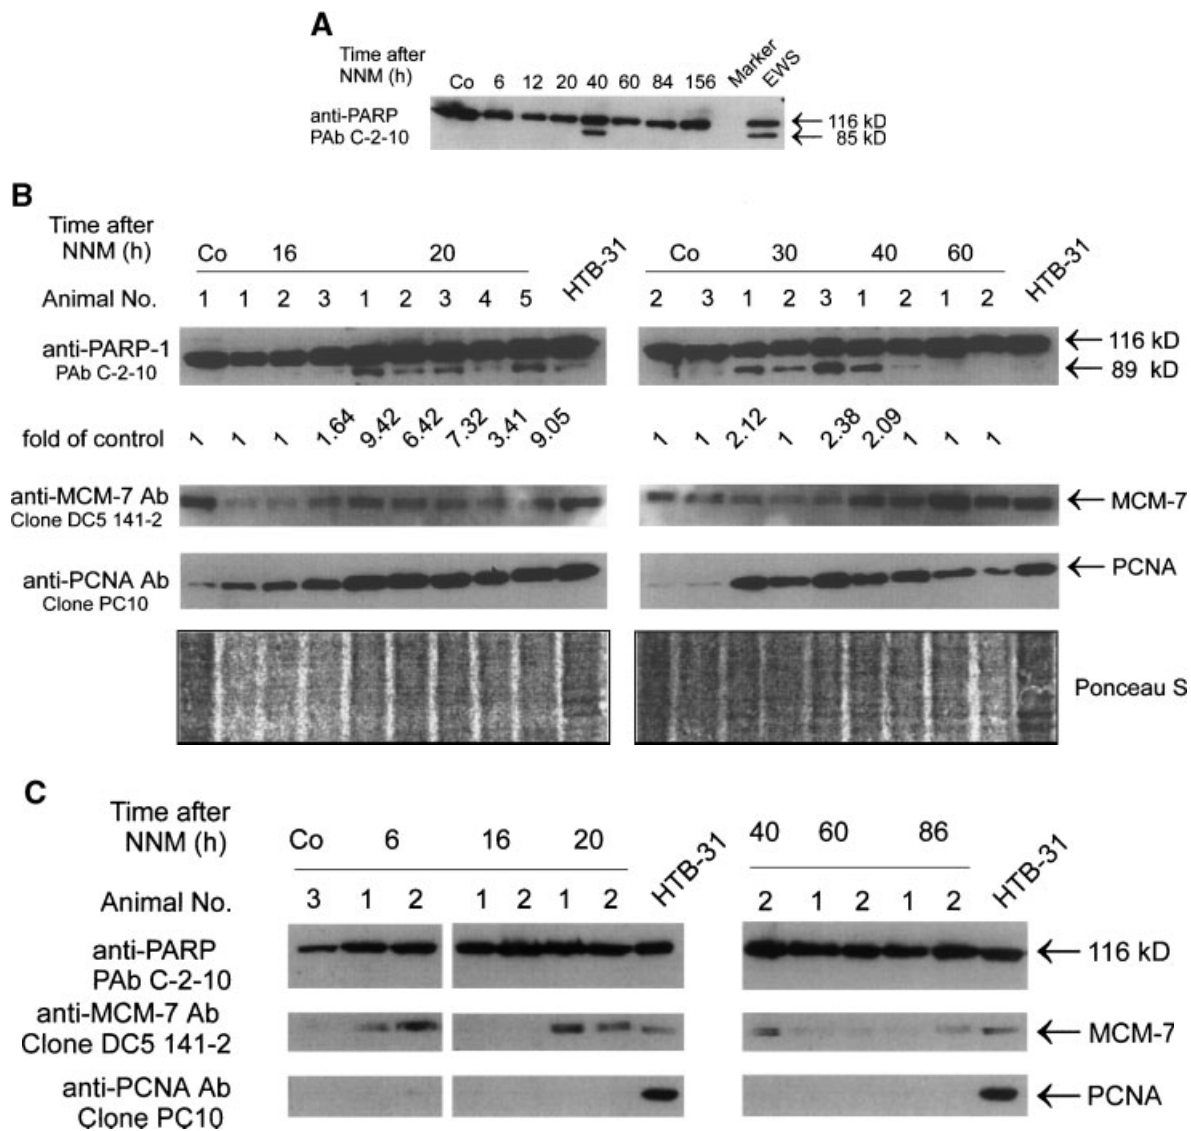 A
Time after
NNM (h)
Co 6 12 20 40 60 84 156 Marker EWS
anti-PARP
PAb C-2-10
← 116 kD
← 85 kD
B
Time after
NNM (h)
Co 16 20 HTB-31 Co 30 40 60 HTB-31
Animal No. 1 1 2 3 1 2 3 4 5 2 3 1 2 3 1 2 1 2
anti-PARP-1
PAb C-2-10
← 116 kD
← 89 kD
fold of control 1 1 1 1.64 9.42 6.42 7.32 3.41 9.05 1 1 2.12 1 2.38 2.09 1 1 1
anti-MCM-7 Ab
Clone DC5 141-2
← MCM-7
anti-PCNA Ab
Clone PC10
← PCNA
Ponceau S
C
Time after
NNM (h)
Co 6 16 20 HTB-31 40 60 86 HTB-31
Animal No. 3 1 2 1 2 1 2 2 1 2 1 2
anti-PARP
PAb C-2-10
← 116 kD
anti-MCM-7 Ab
Clone DC5 141-2
← MCM-7
anti-PCNA Ab
Clone PC10
← PCNA